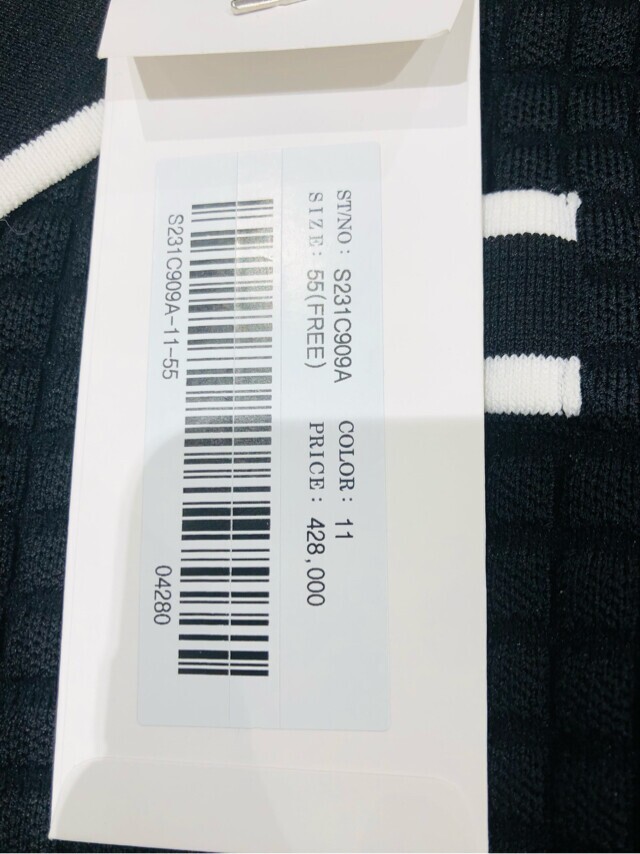 ST/NO: S231C909A COLOR: 11
SIZE: 55(FREE) PRICE: 428,000
S231C909A-11-55 04280